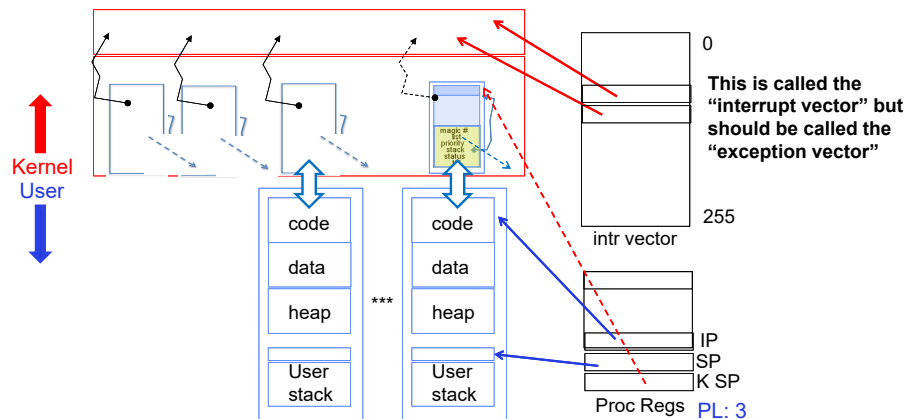 0
This is called the
“interrupt vector” but
should be called the
“exception vector”
255
intr vector
Kernel
User
magic #
list
priority
stack
status
code
data
heap
User
stack
***
code
data
heap
User
stack
IP
SP
K SP
Proc Regs
PL: 3